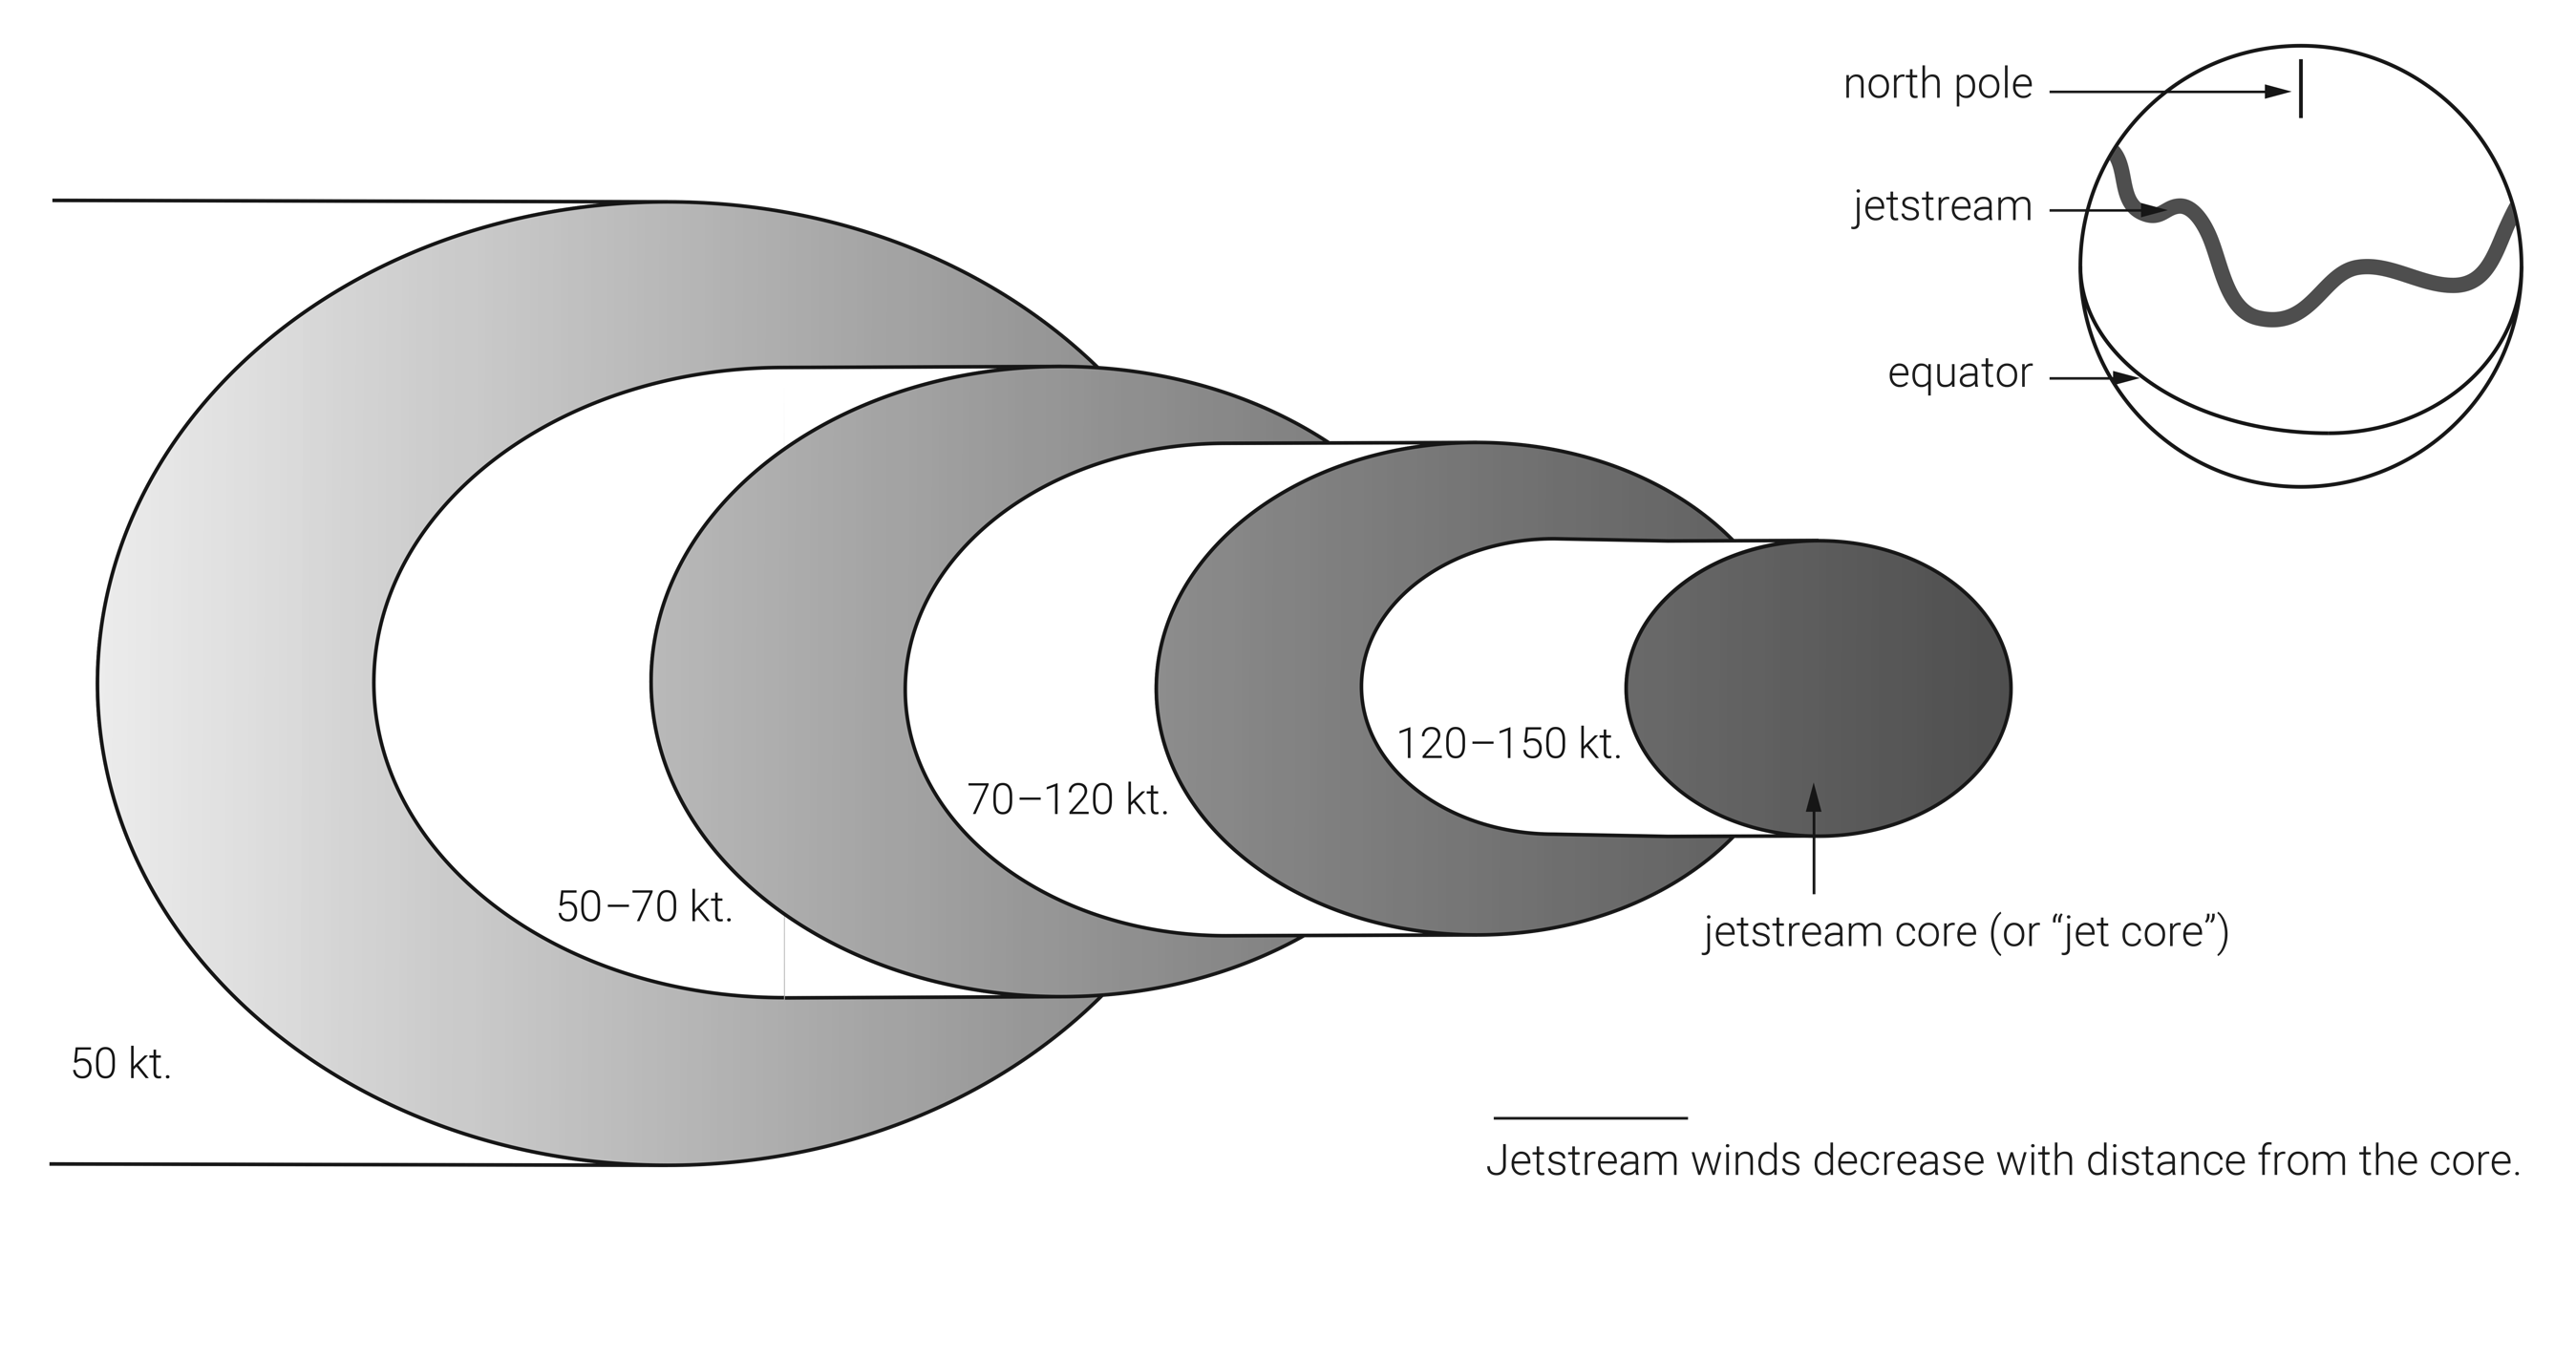 north pole
jetstream
equator
120–150 kt.
70–120 kt.
50–70 kt.
jetstream core (or “jet core”)
50 kt.
Jetstream winds decrease with distance from the core.